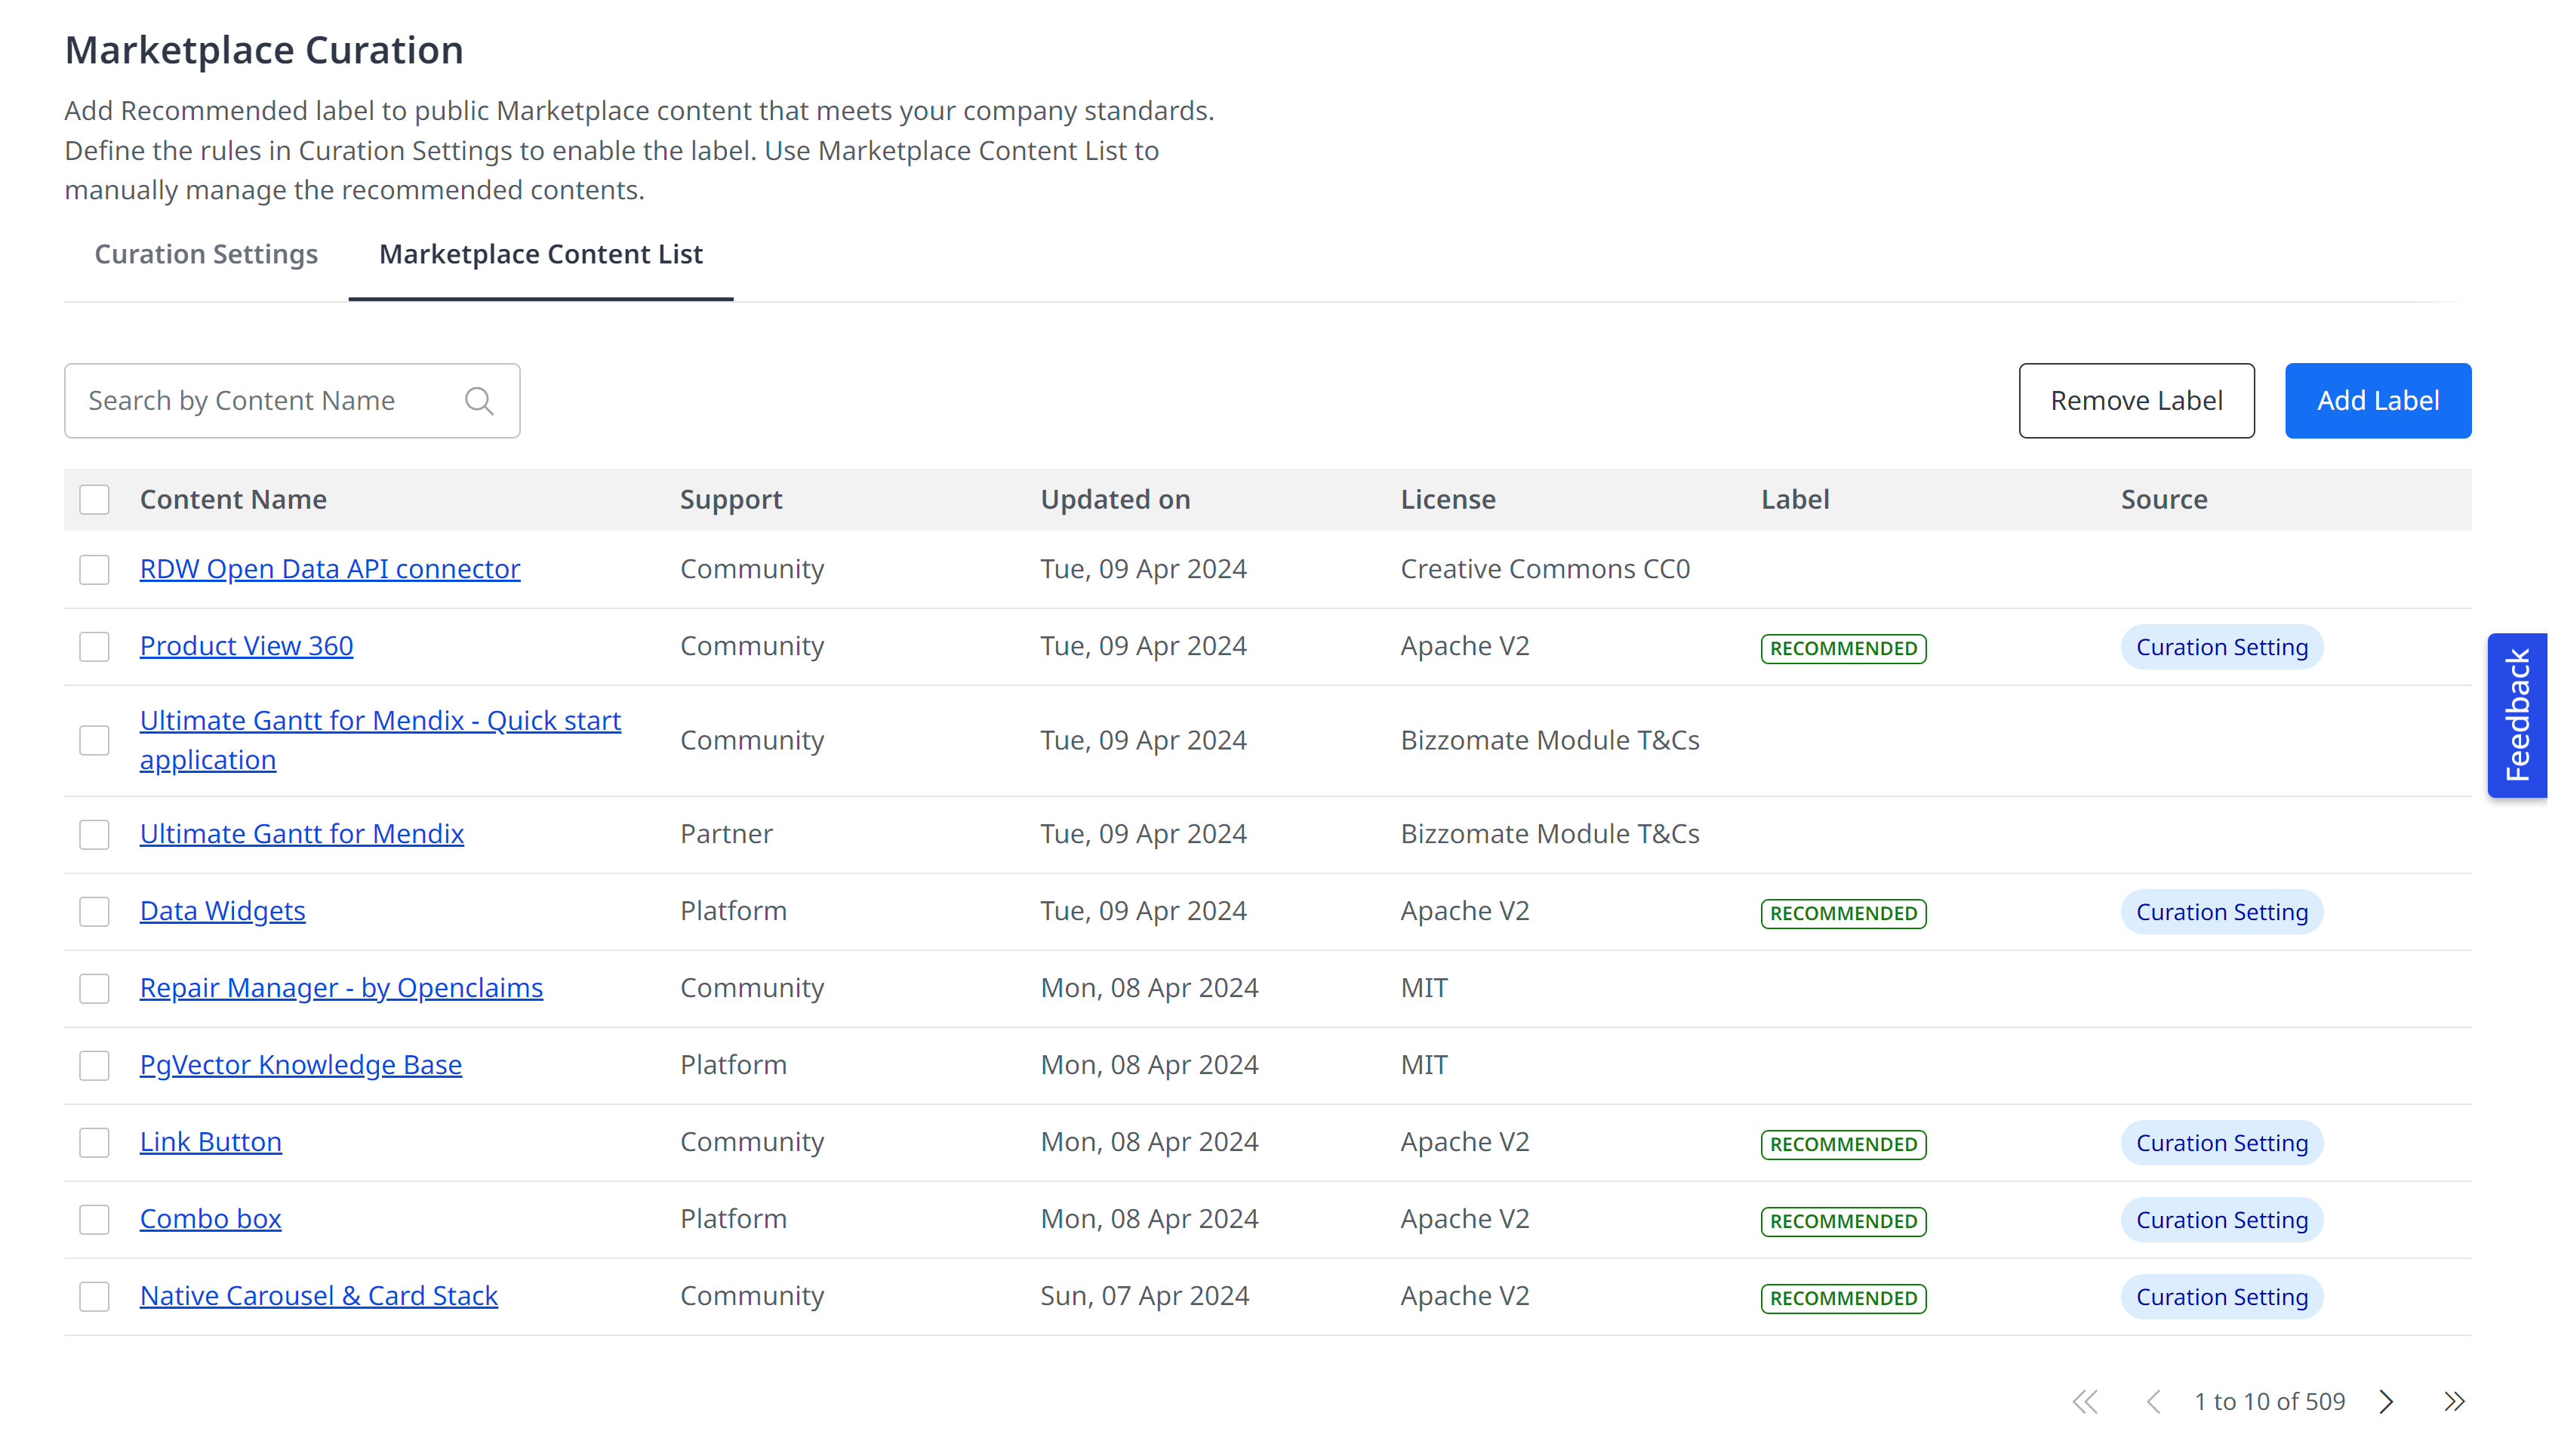 Marketplace Curation
Add Recommended label to public Marketplace content that meets your company standards.
Define the rules in Curation Settings to enable the label. Use Marketplace Content List to
manually manage the recommended contents.
Curation Settings Marketplace Content List
Search by Content Name Remove Label Add Label
Content Name Support Updated on License Label Source
RDW Open Data API connector Community Tue, 09 Apr 2024 Creative Commons CC0
Product View 360 Community Tue, 09 Apr 2024 Apache V2 RECOMMENDED Curation Setting
Ultimate Gantt for Mendix - Quick start
application Community Tue, 09 Apr 2024 Bizzomate Module T&Cs
Ultimate Gantt for Mendix Partner Tue, 09 Apr 2024 Bizzomate Module T&Cs
Data Widgets Platform Tue, 09 Apr 2024 Apache V2 RECOMMENDED Curation Setting
Repair Manager - by Openclaims Community Mon, 08 Apr 2024 MIT
PgVector Knowledge Base Platform Mon, 08 Apr 2024 MIT
Link Button Community Mon, 08 Apr 2024 Apache V2 RECOMMENDED Curation Setting
Combo box Platform Mon, 08 Apr 2024 Apache V2 RECOMMENDED Curation Setting
Native Carousel & Card Stack Community Sun, 07 Apr 2024 Apache V2 RECOMMENDED Curation Setting
1 to 10 of 509
Feedback